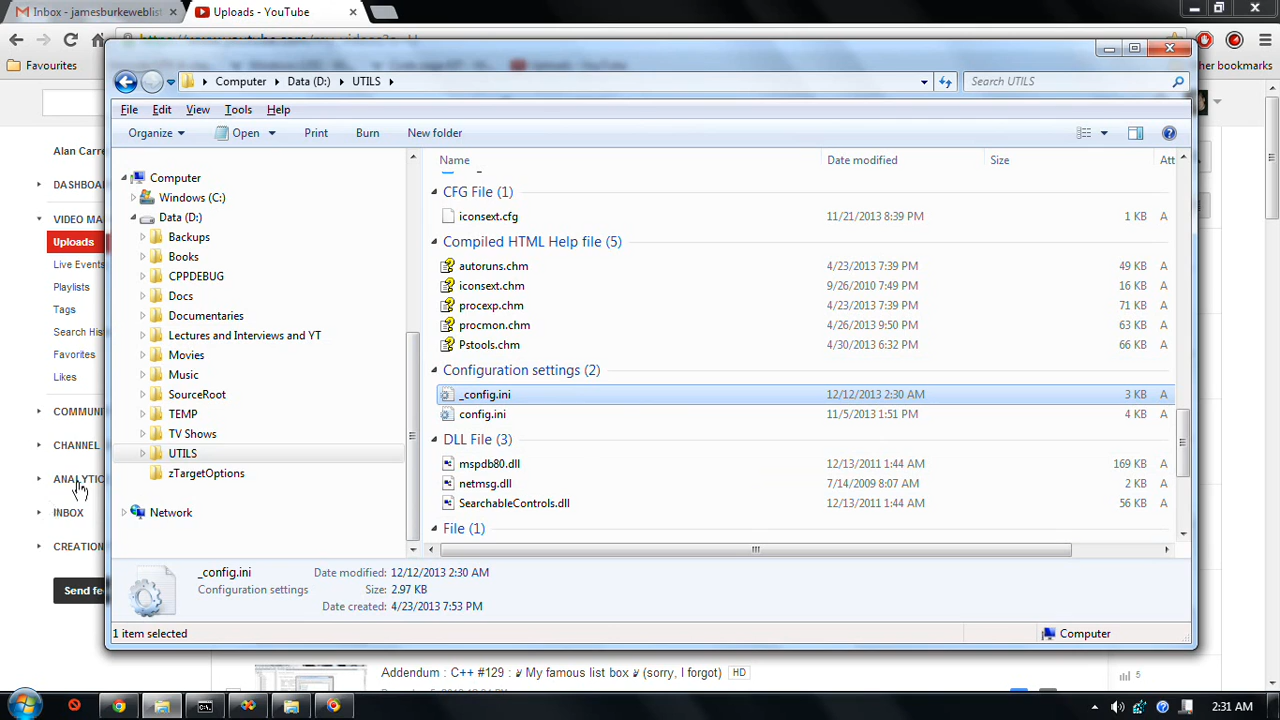 Inbox - jamesburkeweblist
Uploads - YouTube
Favourites
her bookmarks
Computer
Data (D:)
UTILS
Search UTILS
File Edit View Tools Help
Organize Open Print Burn New folder
Name Date modified Size Att
Computer
Windows (C:)
Data (D:)
Backups
Books
CPPDEBUG
Docs
Documentaries
Lectures and Interviews and YT
Movies
Music
SourceRoot
TEMP
TV Shows
UTILS
zTargetOptions
Network
CFG File (1)
iconsext.cfg 11/21/2013 8:39 PM 1 KB A
Compiled HTML Help file (5)
autoruns.chm 4/23/2013 7:39 PM 49 KB A
iconsext.chm 9/26/2010 7:49 PM 16 KB A
procexp.chm 4/23/2013 7:39 PM 71 KB A
procmon.chm 4/26/2013 9:50 PM 63 KB A
Pstools.chm 4/30/2013 6:32 PM 66 KB A
Configuration settings (2)
_config.ini 12/12/2013 2:30 AM 3 KB A
config.ini 11/5/2013 1:51 PM 4 KB A
DLL File (3)
mspdb80.dll 12/13/2011 1:44 AM 169 KB A
netmsg.dll 7/14/2009 8:07 AM 2 KB A
SearchableControls.dll 12/13/2011 1:44 AM 56 KB A
File (1)
_config.ini Date modified: 12/12/2013 2:30 AM
Configuration settings Size: 2.97 KB
Date created: 4/23/2013 7:53 PM
1 item selected
Computer
Alan Carre
DASHBOA
VIDEO MA
Uploads
Live Events
Playlists
Tags
Search His
Favorites
Likes
COMMUN
CHANNEL
ANALYTIC
INBOX
CREATION
Send fe
Addendum : C++ #129 : My famous list box (sorry, I forgot) HD
5
2:31 AM